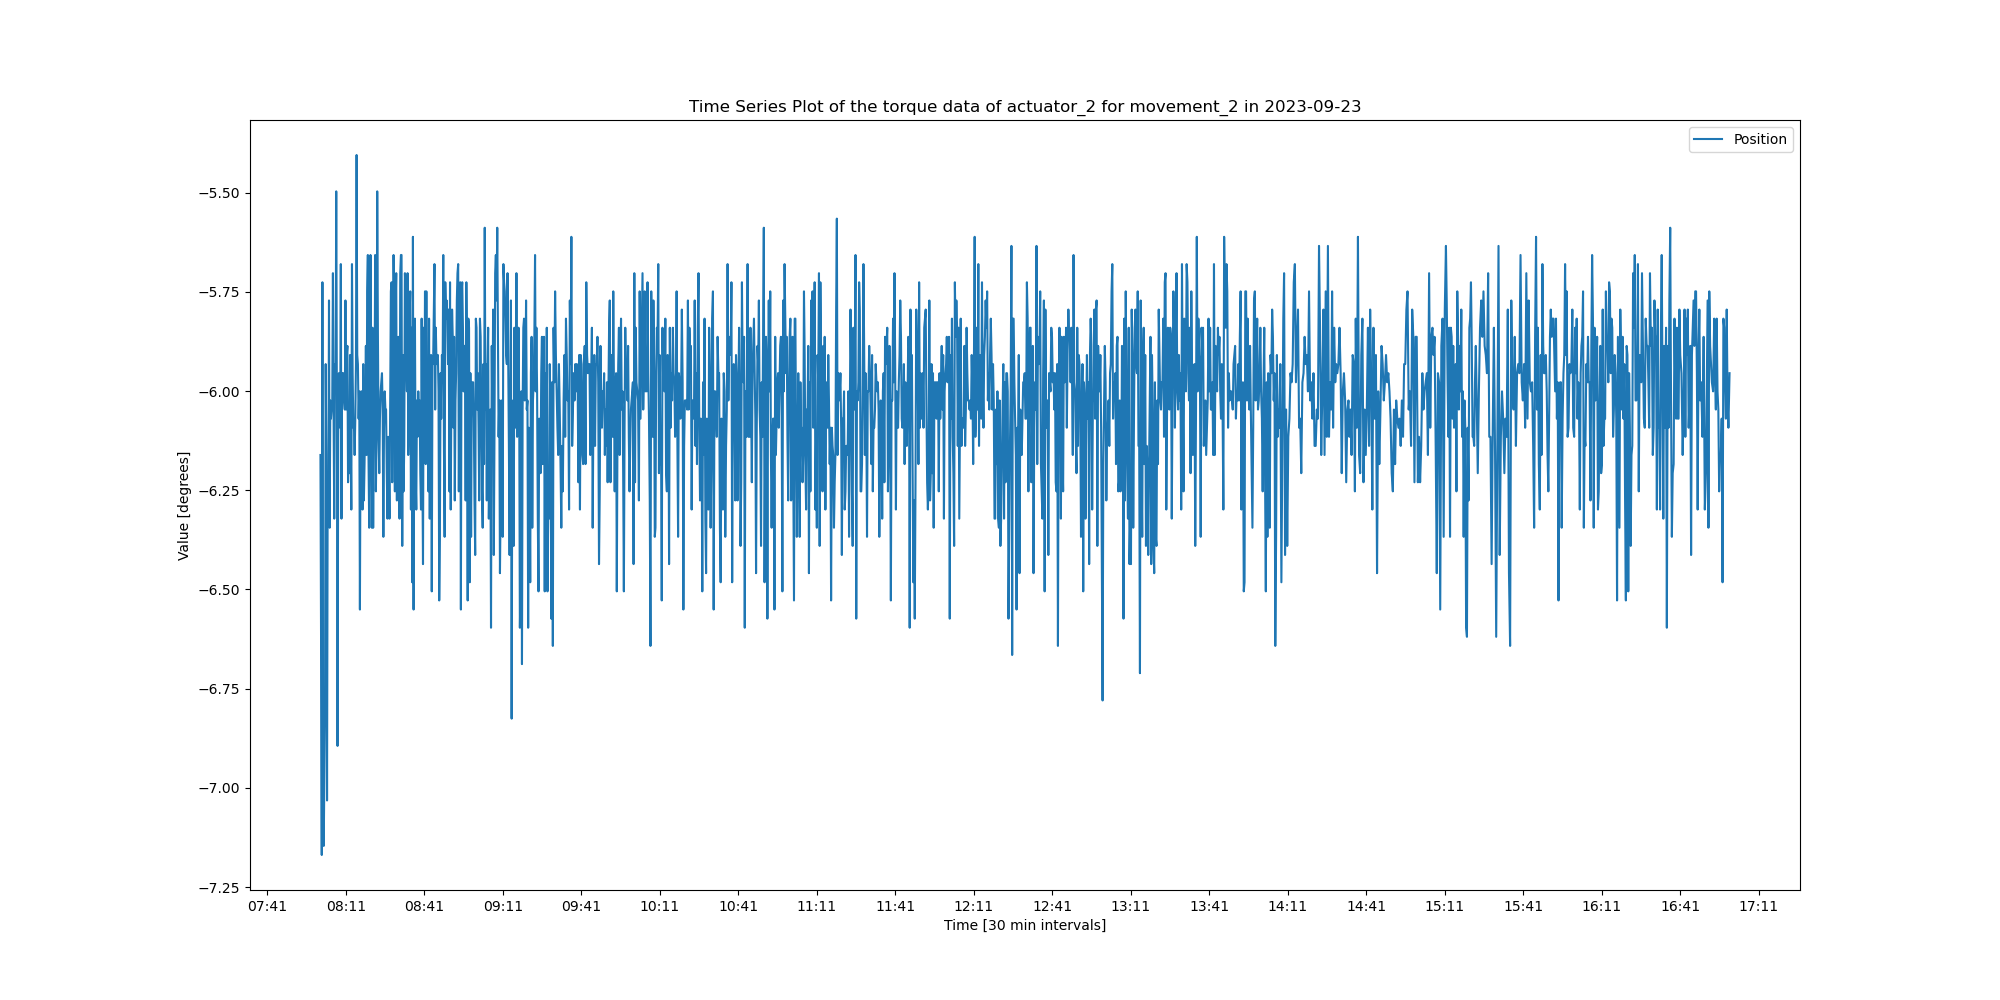 Time Series Plot of the torque data of actuator_2 for movement_2 in 2023-09-23
Position
−5.50
−5.75
−6.00
−6.25
−6.50
−6.75
−7.00
−7.25
Value [degrees]
07:41 08:11 08:41 09:11 09:41 10:11 10:41 11:11 11:41 12:11 12:41 13:11 13:41 14:11 14:41 15:11 15:41 16:11 16:41 17:11
Time [30 min intervals]